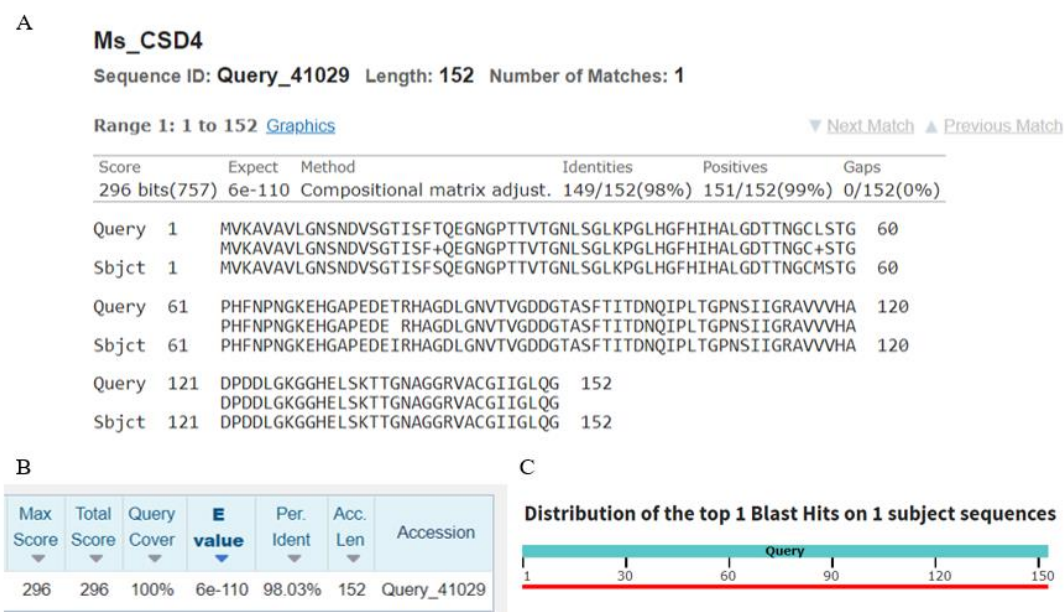 A
Ms_CSD4
Sequence ID: Query_41029 Length: 152 Number of Matches: 1
Range 1: 1 to 152 Graphics ▼ Next Match ▲ Previous Match
Score Expect Method Identities Positives Gaps
296 bits(757) 6e-110 Compositional matrix adjust. 149/152(98%) 151/152(99%) 0/152(0%)
Query 1 MVKAVAVLGNSNDVSGTISFTQEGNGPTTVTGNLSGLKPGLHGFHIHALGDTTNGCLSTG 60
MVKAVAVLGNSNDVSGTISF+QEGNGPTTVTGNLSGLKPGLHGFHIHALGDTTNGC+STG
Sbjct 1 MVKAVAVLGNSNDVSGTISFSQEGNGPTTVTGNLSGLKPGLHGFHIHALGDTTNGCMSTG 60
Query 61 PHFNPNGKEHGAPEDETRHAGDLGNVTVGDDGTASFTITDNQIPLTGPNSIIGRAVVVHA 120
PHFNPNGKEHGAPEDE RHAGDLGNVTVGDDGTASFTITDNQIPLTGPNSIIGRAVVVHA
Sbjct 61 PHFNPNGKEHGAPEDEIRHAGDLGNVTVGDDGTASFTITDNQIPLTGPNSIIGRAVVVHA 120
Query 121 DPDDLGKGGHELSKTTGNAGGRVACGIIGLQG 152
DPDDLGKGGHELSKTTGNAGGRVACGIIGLQG
Sbjct 121 DPDDLGKGGHELSKTTGNAGGRVACGIIGLQG 152
B
Max Total Query E Per. Acc.
Score Score Cover value Ident Len Accession
296 296 100% 6e-110 98.03% 152 Query_41029
C
Distribution of the top 1 Blast Hits on 1 subject sequences
Query
1 30 60 90 120 150